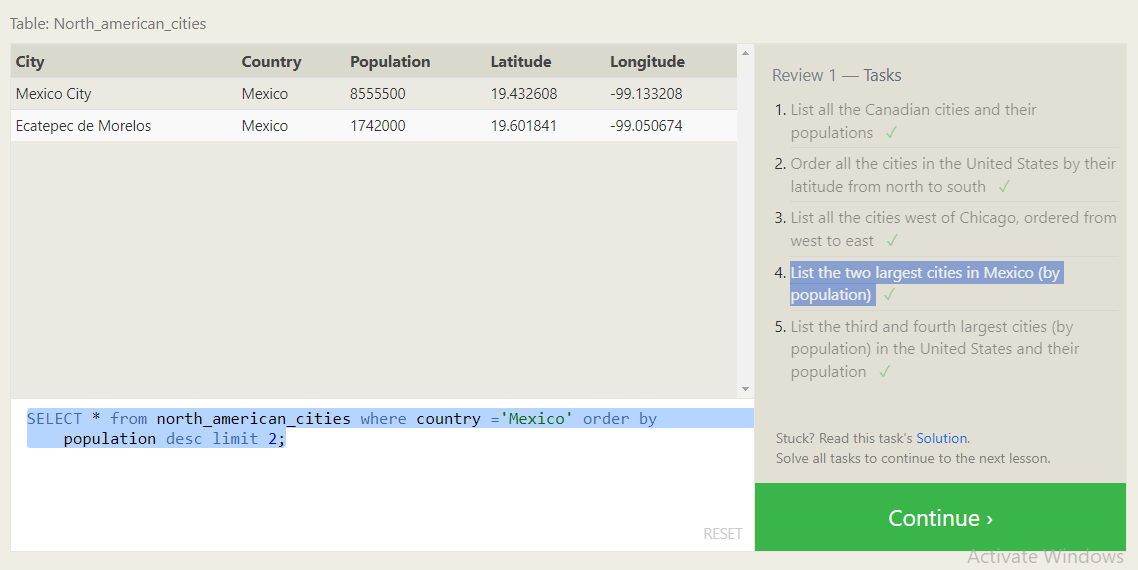 Table: North_american_cities
City Country Population Latitude Longitude
Mexico City Mexico 8555500 19.432608 -99.133208
Ecatepec de Morelos Mexico 1742000 19.601841 -99.050674
SELECT * from north_american_cities where country ='Mexico' order by
population desc limit 2;
RESET
Review 1 — Tasks
1. List all the Canadian cities and their
populations ✓
2. Order all the cities in the United States by their
latitude from north to south ✓
3. List all the cities west of Chicago, ordered from
west to east ✓
4. List the two largest cities in Mexico (by
population) ✓
5. List the third and fourth largest cities (by
population) in the United States and their
population ✓
Stuck? Read this task's Solution.
Solve all tasks to continue to the next lesson.
Continue ›
Activate Windows